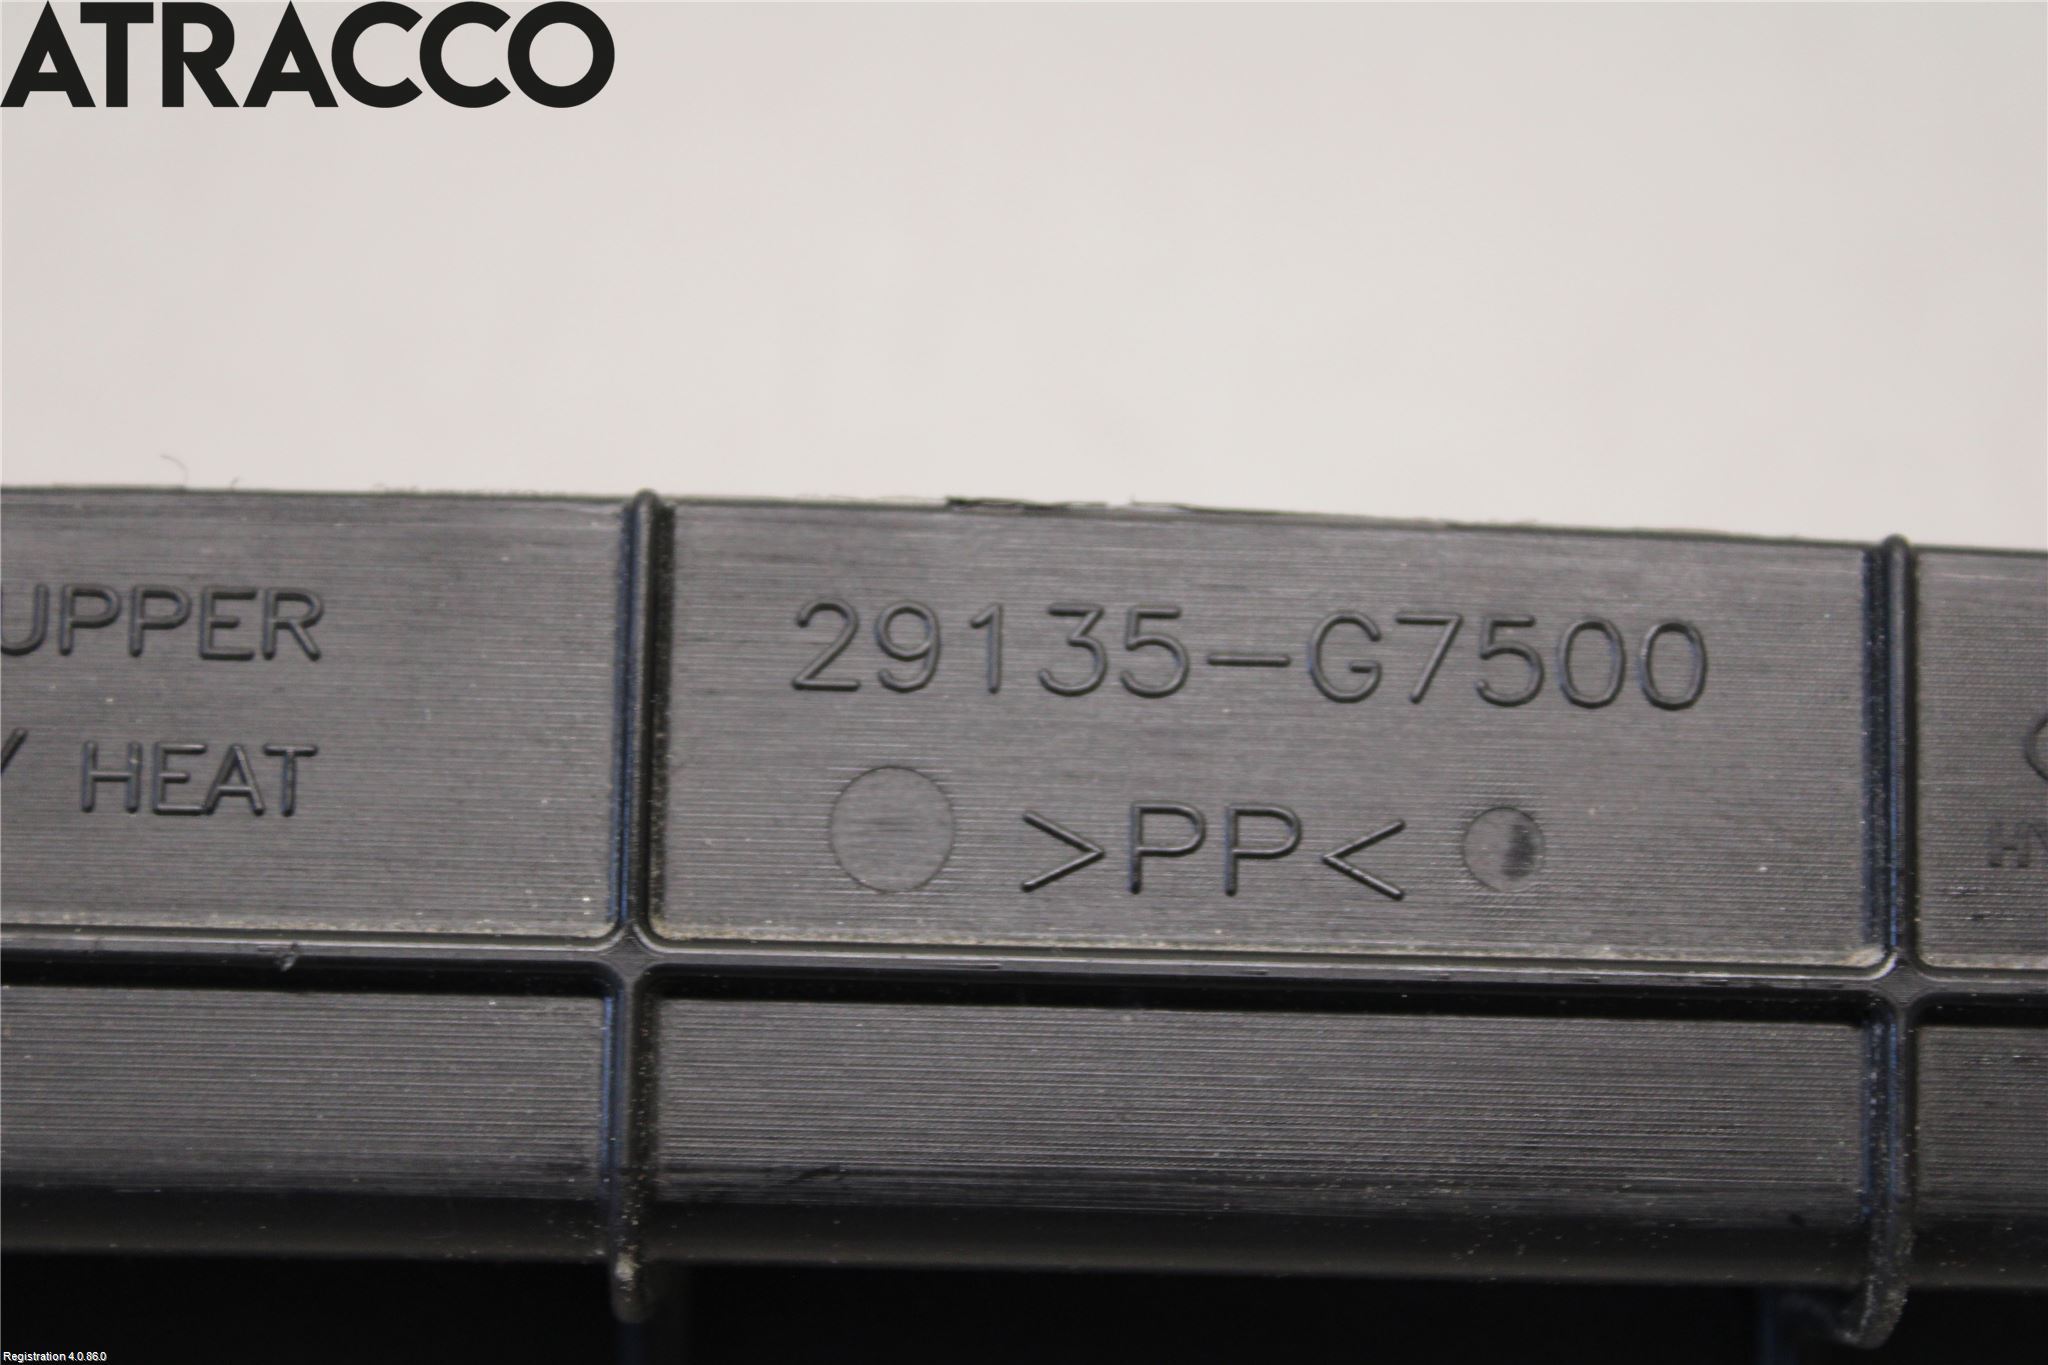 ATRACCO
UPPER
29135-G7500
/ HEAT
>PP<
Registration 4.0.86.0